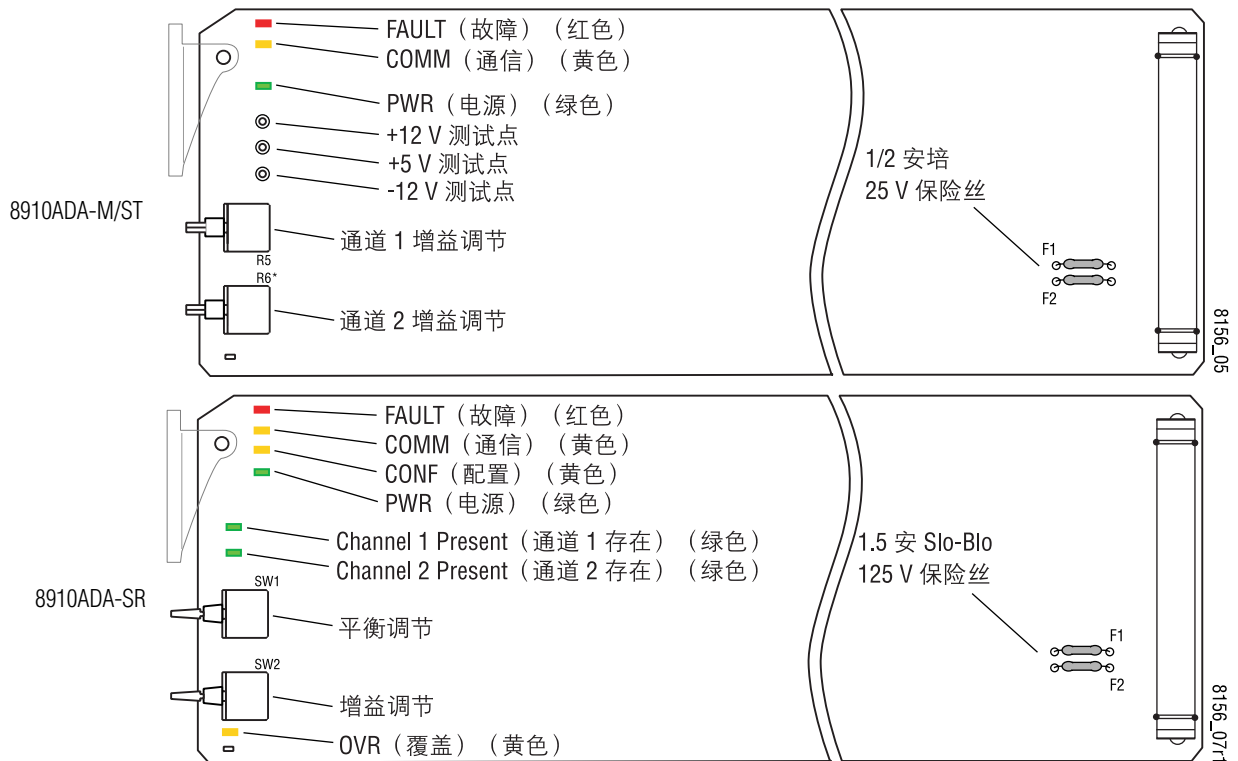 FAULT（故障）（红色）
COMM（通信）（黄色）
PWR（电源）（绿色）
+12 V 测试点
+5 V 测试点
-12 V 测试点
8910ADA-M/ST
通道 1 增益调节
R5
R6*
通道 2 增益调节
1/2 安培
25 V 保险丝
F1
F2
8156_05
FAULT（故障）（红色）
COMM（通信）（黄色）
CONF（配置）（黄色）
PWR（电源）（绿色）
Channel 1 Present（通道 1 存在）（绿色）
Channel 2 Present（通道 2 存在）（绿色）
8910ADA-SR
SW1
平衡调节
SW2
增益调节
OVR（覆盖）（黄色）
1.5 安 Slo-Blo
125 V 保险丝
F1
F2
8156_07r1